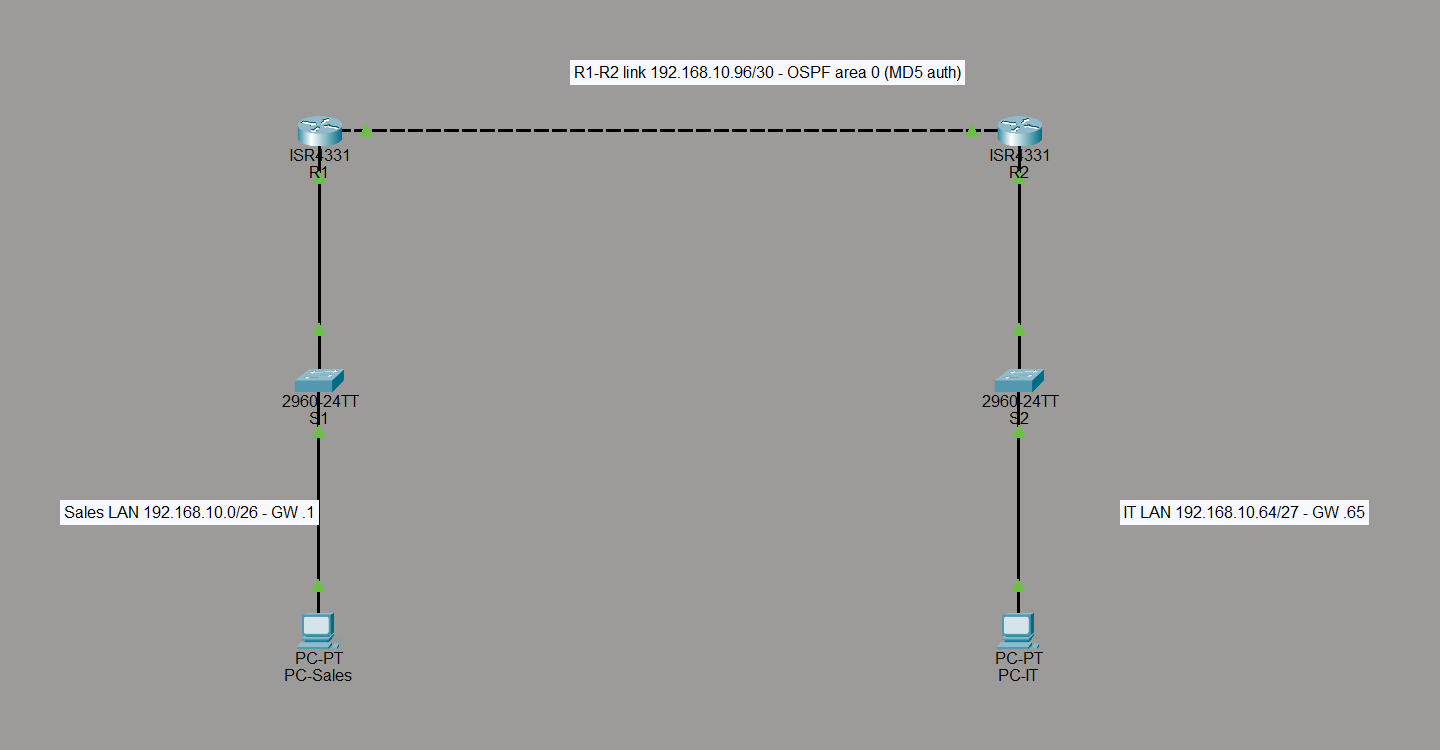 R1-R2 link 192.168.10.96/30 - OSPF area 0 (MD5 auth)
ISR4331
R1
ISR4331
R2
2960-24TT
S1
2960-24TT
S2
Sales LAN 192.168.10.0/26 - GW .1
IT LAN 192.168.10.64/27 - GW .65
PC-PT
PC-Sales
PC-PT
PC-IT